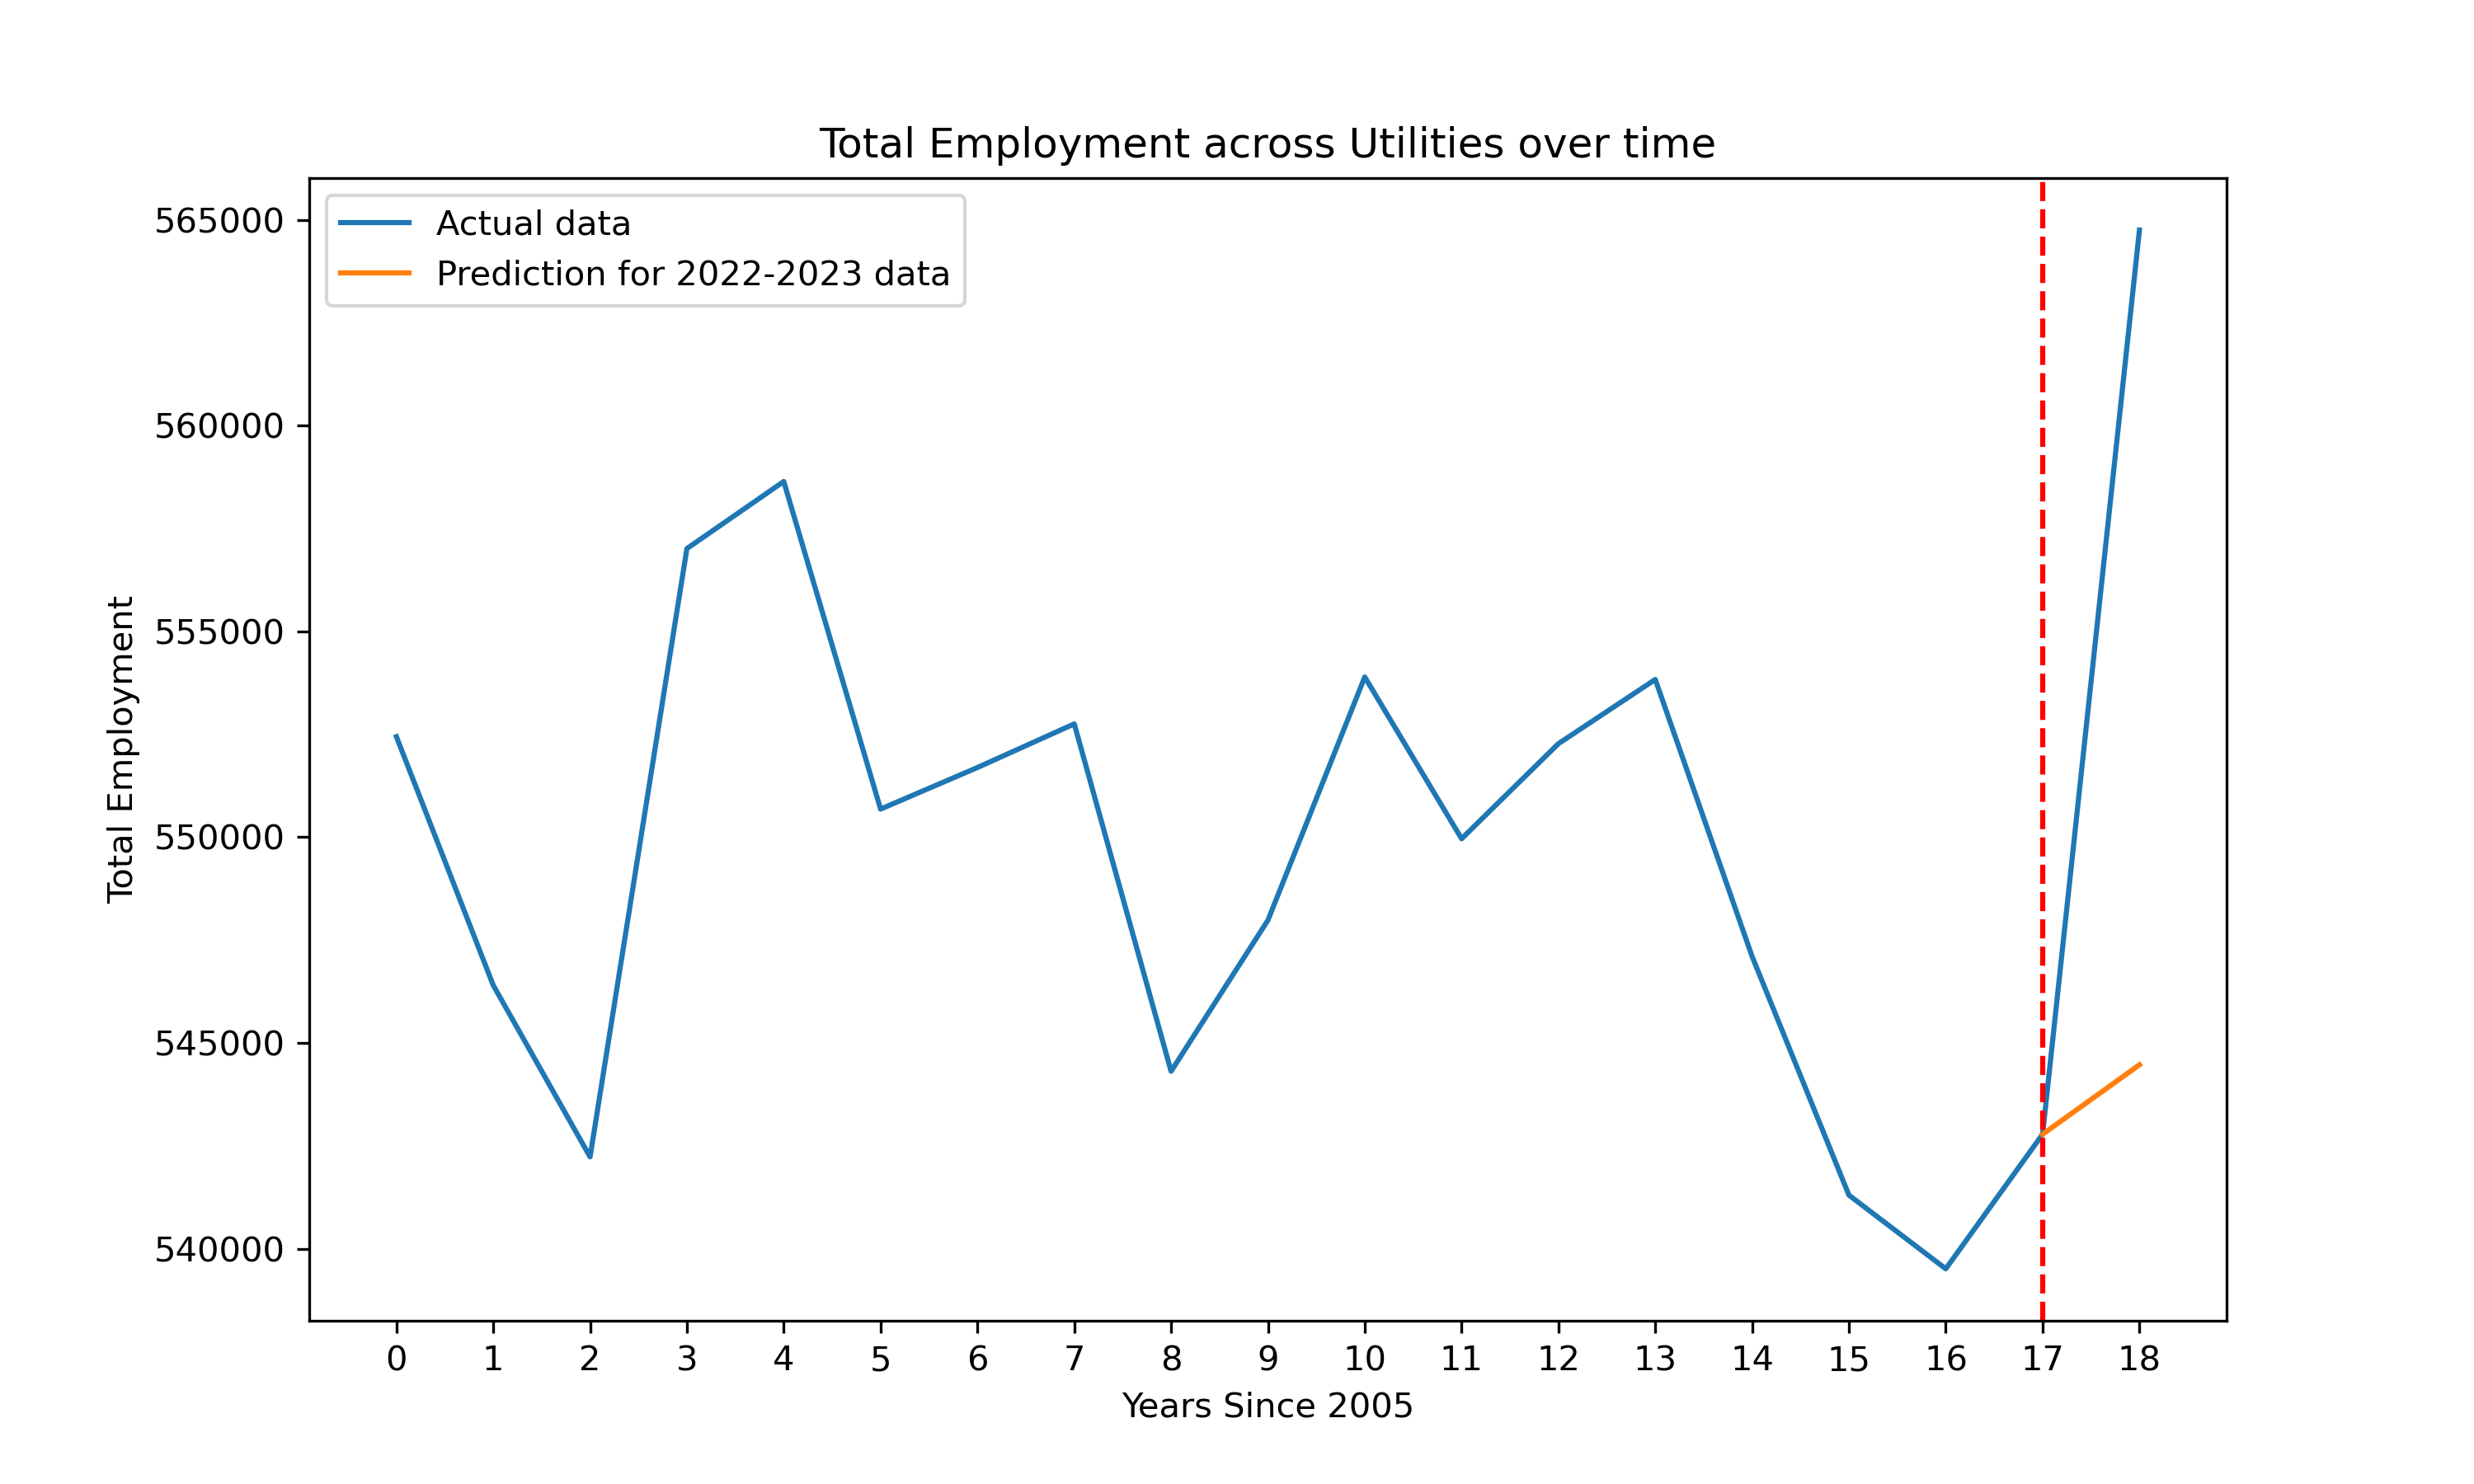 Total Employment across Utilities over time
Actual data
Prediction for 2022-2023 data
Total Employment
565000
560000
555000
550000
545000
540000
0 1 2 3 4 5 6 7 8 9 10 11 12 13 14 15 16 17 18
Years Since 2005